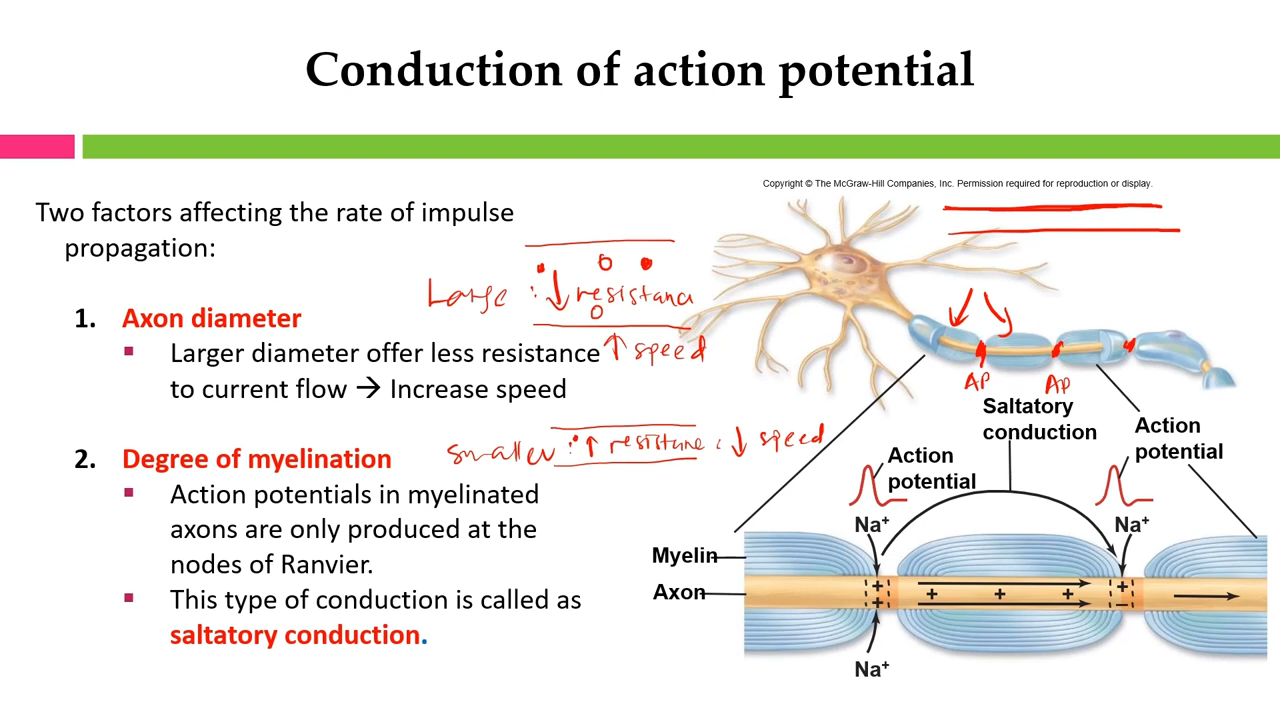 Conduction of action potential
Copyright © The McGraw-Hill Companies, Inc. Permission required for reproduction or display.
Two factors affecting the rate of impulse
propagation:
Large : ↓ resistance
1. Axon diameter
▪ Larger diameter offer less resistance
↑ speed
to current flow → Increase speed
AP
AP
Saltatory
conduction
smaller : ↑ resistance : ↓ speed
2. Degree of myelination
Action
potential
Action
potential
▪ Action potentials in myelinated
axons are only produced at the
nodes of Ranvier.
▪ This type of conduction is called as
saltatory conduction.
Na⁺
Na⁺
Myelin
Axon
+ + + + + +
−
Na⁺